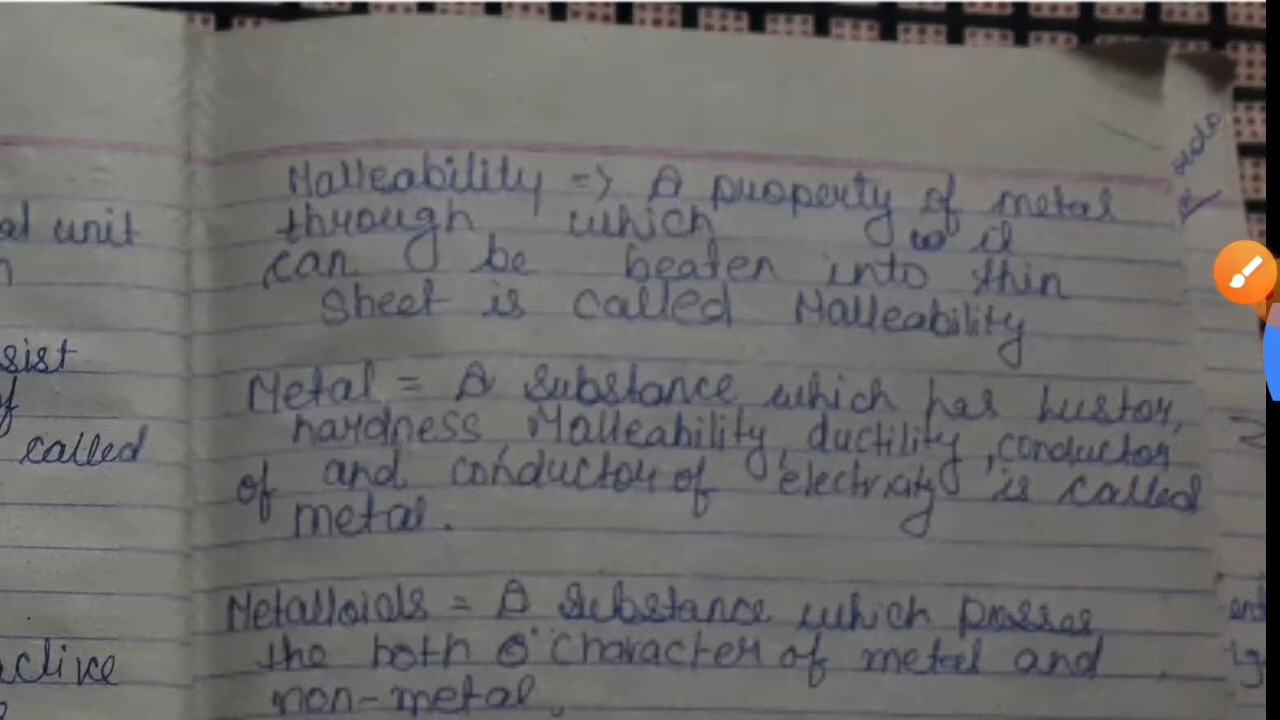 al unit
sist
called
Malleability => A property of metal
through which it
can be beaten into thin
Sheet is called Malleability
Metal = A Substance which has Lustor,
hardness Malleability, ductility, conductor
of and conductor of electricity is called
metal.
Metalloids = A Substance which posses
the both character of metal and
non-metal.